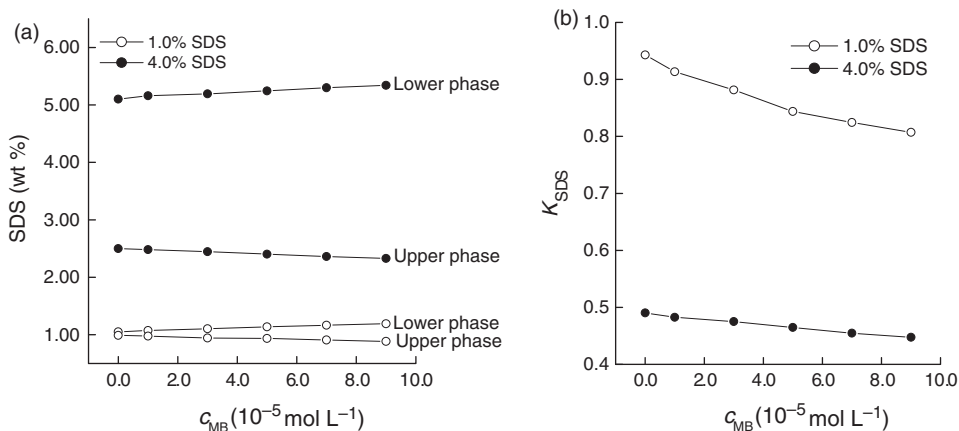 (a)
1.0% SDS
4.0% SDS
6.00
5.00
4.00
3.00
2.00
1.00
SDS (wt %)
Lower phase
Upper phase
Lower phase
Upper phase
0.0 2.0 4.0 6.0 8.0 10.0
c_MB (10⁻⁵ mol L⁻¹)
(b)
1.0% SDS
4.0% SDS
1.0
0.9
0.8
0.7
0.6
0.5
0.4
K_SDS
0.0 2.0 4.0 6.0 8.0 10.0
c_MB (10⁻⁵ mol L⁻¹)